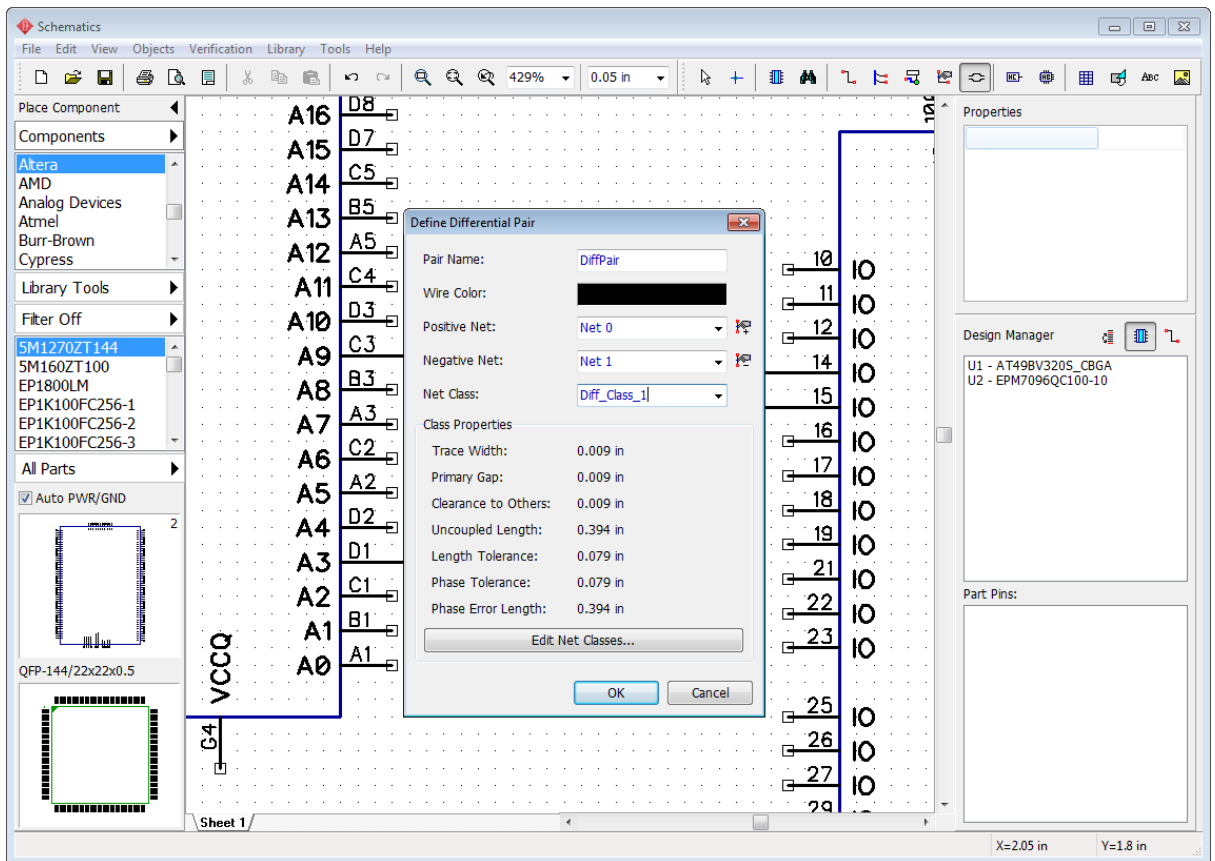 Schematics
File Edit View Objects Verification Library Tools Help
429% 0.05 in ABC
Place Component
Components
Altera
AMD
Analog Devices
Atmel
Burr-Brown
Cypress
Library Tools
Filter Off
5M1270ZT144
5M160ZT100
EP1800LM
EP1K100FC256-1
EP1K100FC256-2
EP1K100FC256-3
All Parts
Auto PWR/GND
2
QFP-144/22x22x0.5
A16 D8
A15 D7
A14 C5
A13 B5
A12 A5
A11 C4
A10 D3
A9 C3
A8 B3
A7 A3
A6 C2
A5 A2
A4 D2
A3 D1
A2 C1
A1 B1
A0 A1
VCCQ
G4
Define Differential Pair
Pair Name: DiffPair
Wire Color:
Positive Net: Net 0
Negative Net: Net 1
Net Class: Diff_Class_1
Class Properties
Trace Width: 0.009 in
Primary Gap: 0.009 in
Clearance to Others: 0.009 in
Uncoupled Length: 0.394 in
Length Tolerance: 0.079 in
Phase Tolerance: 0.079 in
Phase Error Length: 0.394 in
Edit Net Classes...
OK Cancel
10 IO
11 IO
12 IO
14 IO
15 IO
16 IO
17 IO
18 IO
19 IO
21 IO
22 IO
23 IO
25 IO
26 IO
27 IO
29
Sheet 1
Properties
Design Manager
U1 - AT49BV320S_CBGA
U2 - EPM7096QC100-10
Part Pins:
X=2.05 in Y=1.8 in